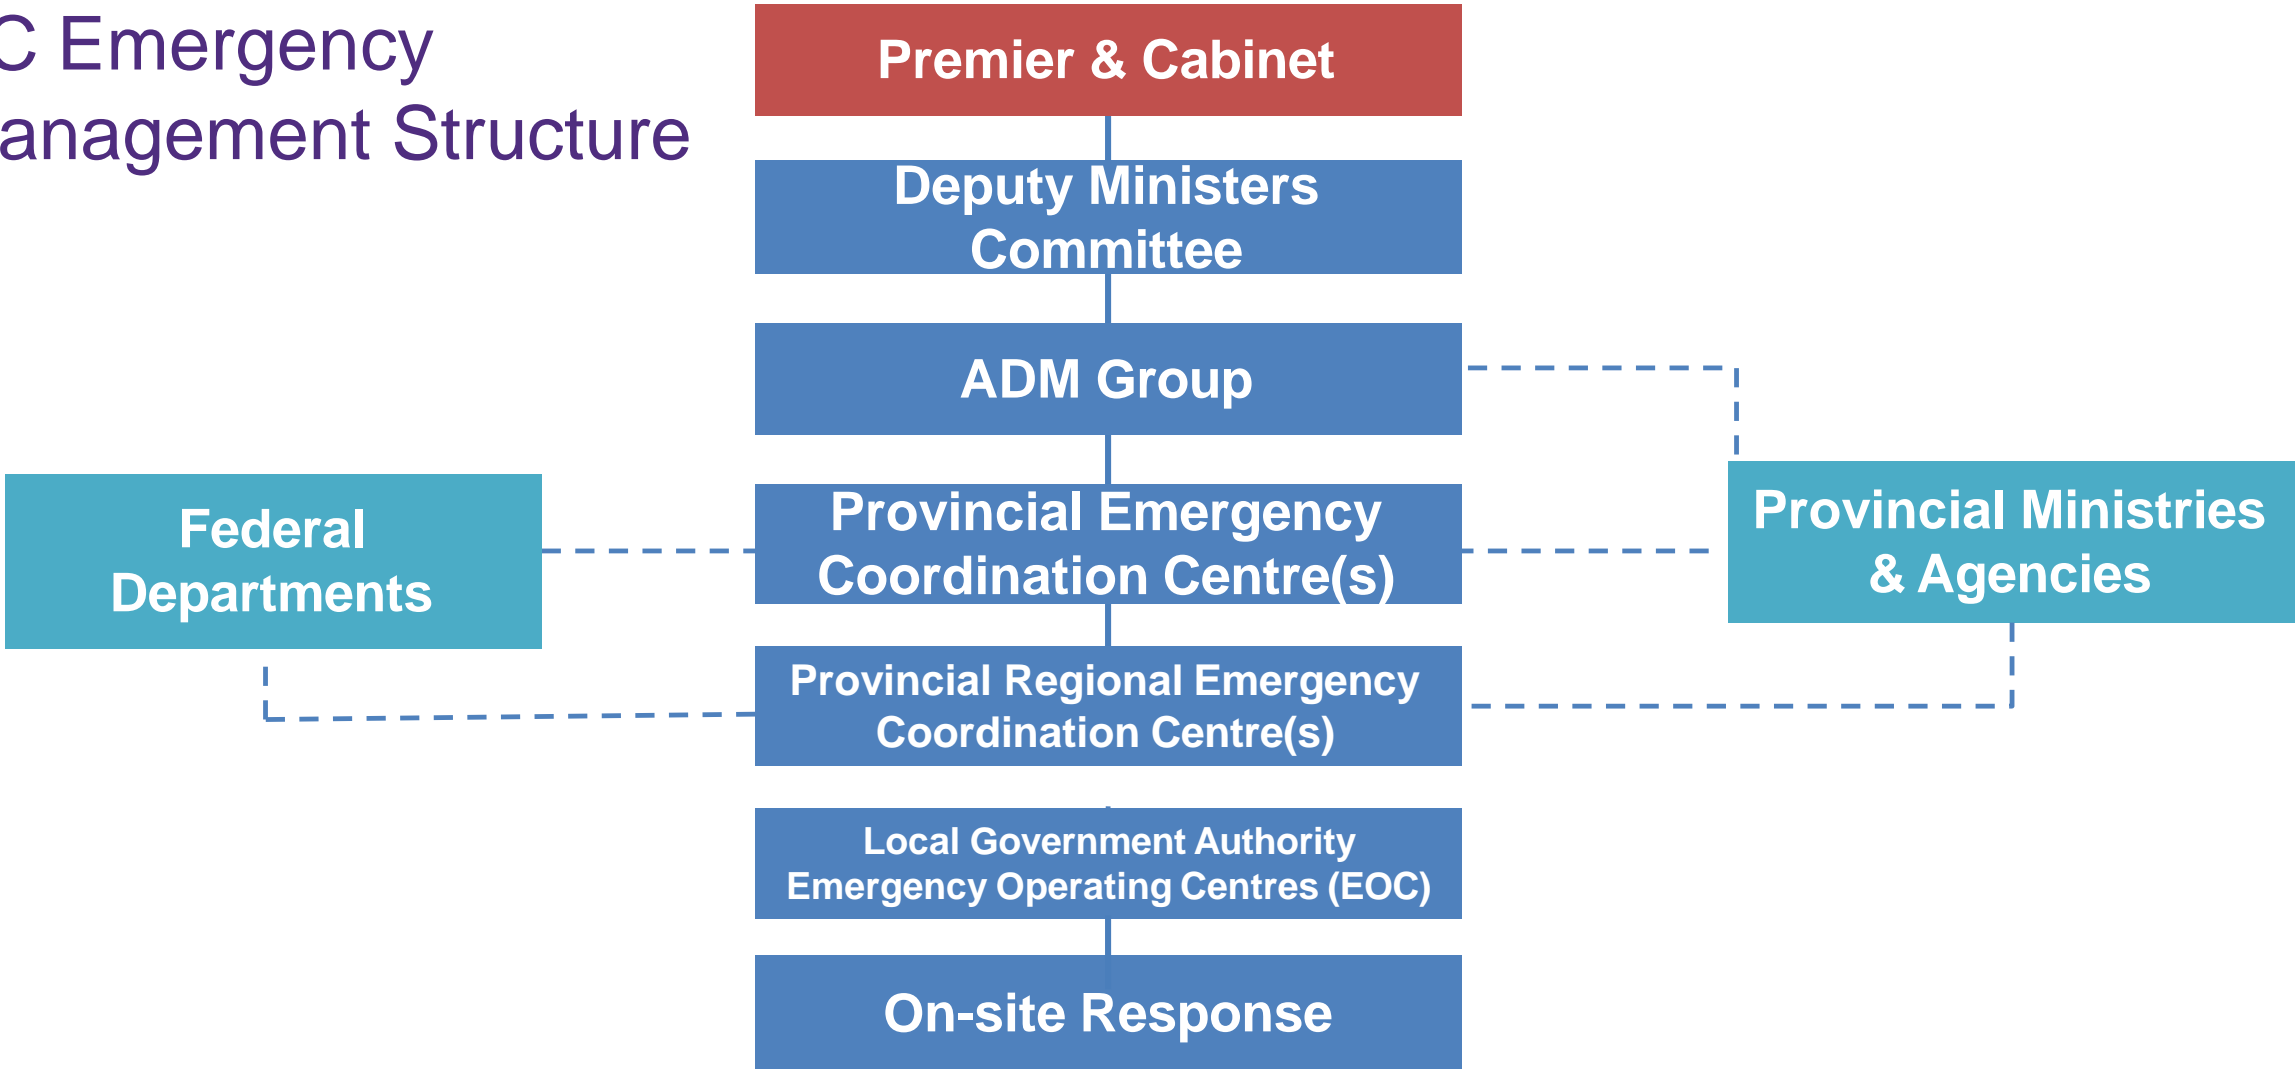 C Emergency
anagement Structure
Premier & Cabinet
Deputy Ministers
Committee
ADM Group
Federal
Departments
Provincial Emergency
Coordination Centre(s)
Provincial Ministries
& Agencies
Provincial Regional Emergency
Coordination Centre(s)
Local Government Authority
Emergency Operating Centres (EOC)
On-site Response